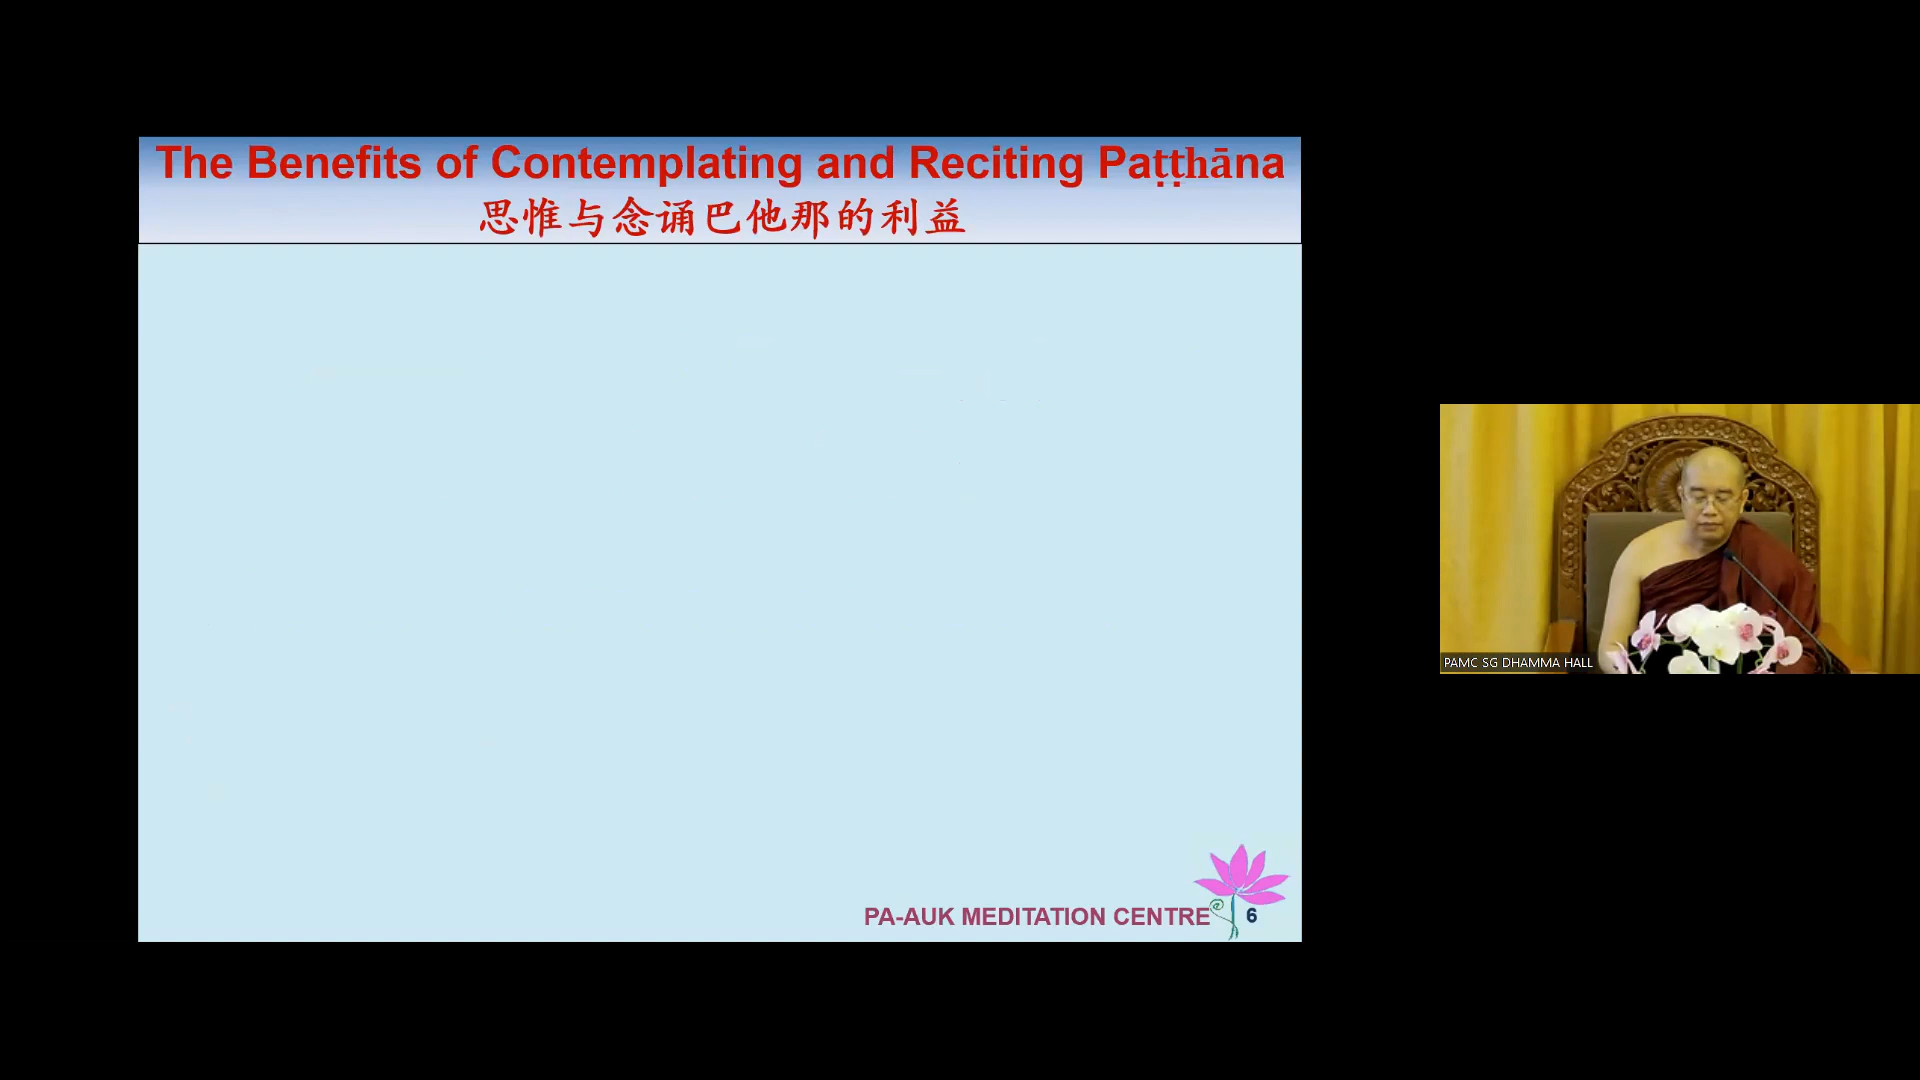 The Benefits of Contemplating and Reciting Paṭṭhāna
思惟与念诵巴他那的利益
PAMC SG DHAMMA HALL
PA-AUK MEDITATION CENTRE
6